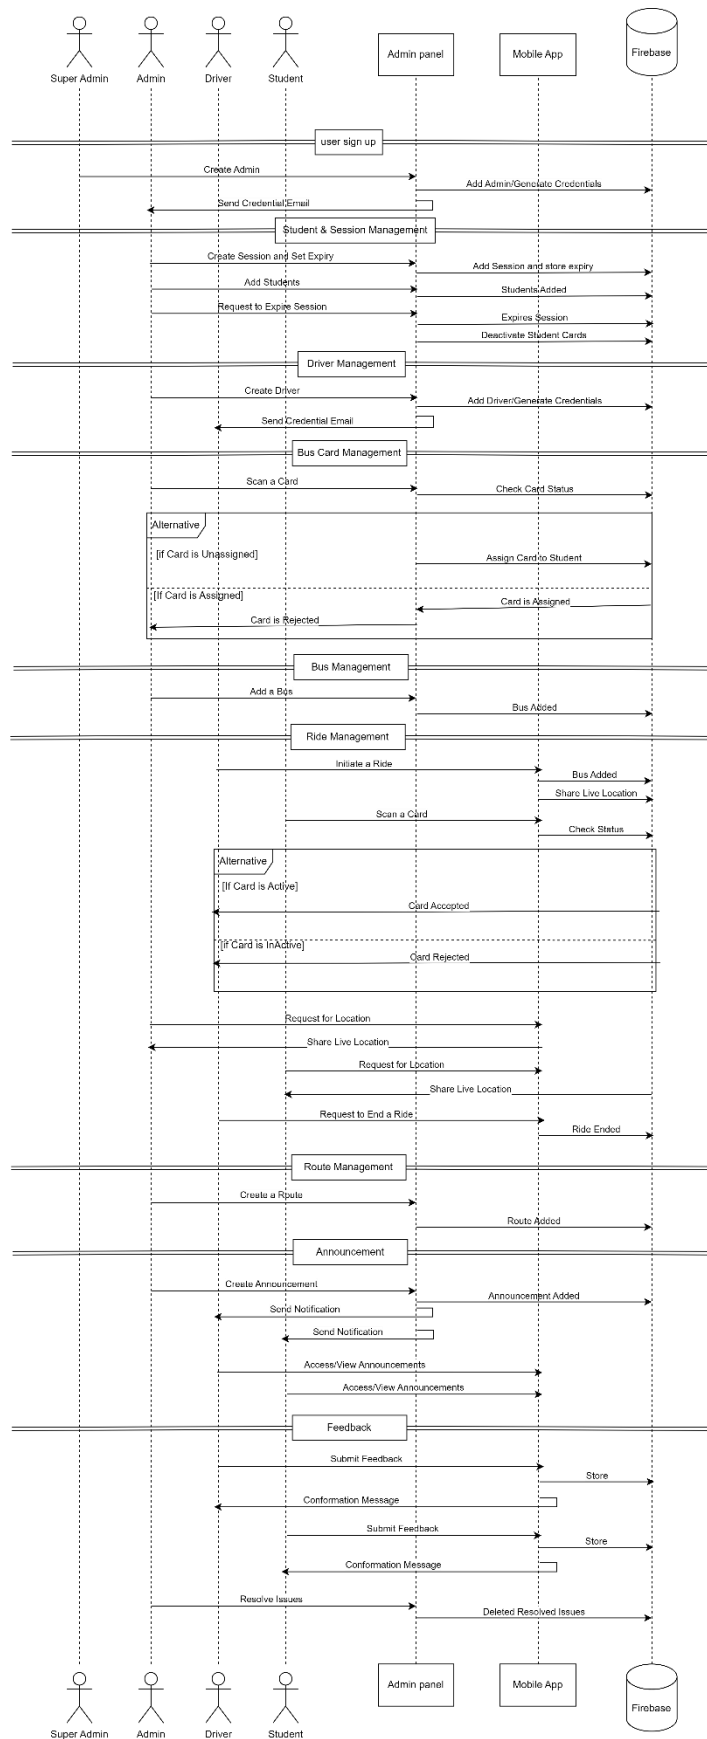 Super Admin
Admin
Driver
Student
Admin panel
Mobile App
Firebase
user sign up
Create Admin
Add Admin/Generate Credentials
Send Credential Email
Student & Session Management
Create Session and Set Expiry
Add Session and store expiry
Add Students
Students Added
Request to Expire Session
Expires Session
Deactivate Student Cards
Driver Management
Create Driver
Add Driver/Generate Credentials
Send Credential Email
Bus Card Management
Scan a Card
Check Card Status
Alternative
[if Card is Unassigned]
Assign Card to Student
[If Card is Assigned]
Card is Assigned
Card is Rejected
Bus Management
Add a Bus
Bus Added
Ride Management
Initiate a Ride
Bus Added
Share Live Location
Scan a Card
Check Status
Alternative
[If Card is Active]
Card Accepted
[if Card is InActive]
Card Rejected
Request for Location
Share Live Location
Request for Location
Share Live Location
Request to End a Ride
Ride Ended
Route Management
Create a Route
Route Added
Announcement
Create Announcement
Announcement Added
Send Notification
Send Notification
Access/View Announcements
Access/View Announcements
Feedback
Submit Feedback
Store
Conformation Message
Submit Feedback
Store
Conformation Message
Resolve Issues
Deleted Resolved Issues
Super Admin
Admin
Driver
Student
Admin panel
Mobile App
Firebase